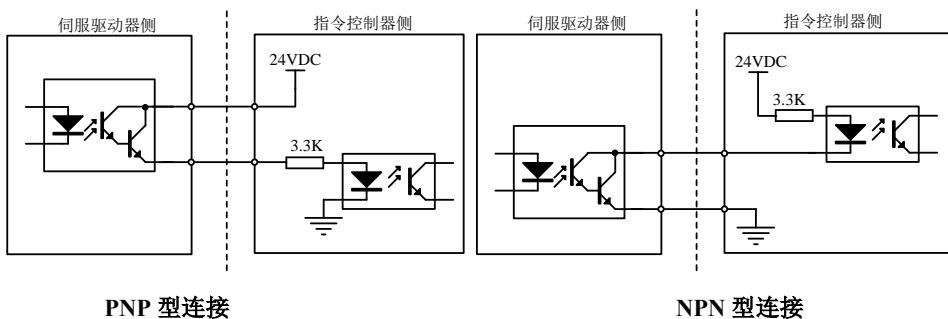 伺服驱动器侧
指令控制器侧
24VDC
3.3K
PNP 型连接
伺服驱动器侧
指令控制器侧
24VDC
3.3K
NPN 型连接